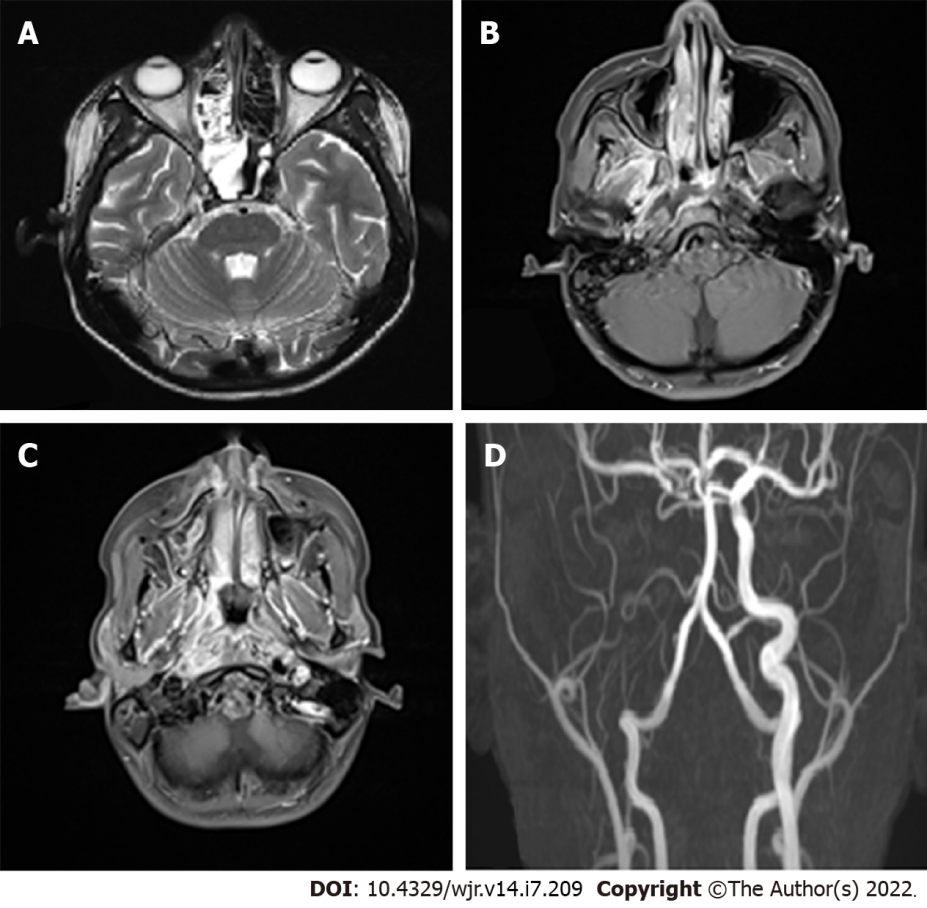 A
B
C
D
DOI: 10.4329/wjr.v14.i7.209 Copyright ©The Author(s) 2022.